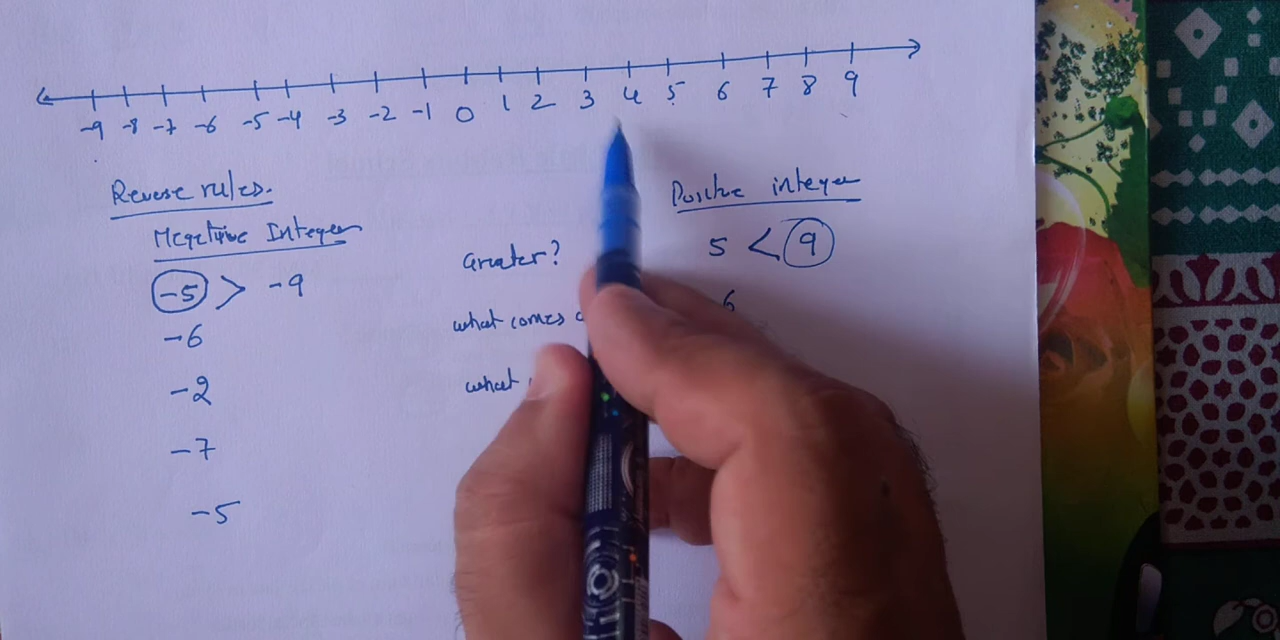 -9 -8 -7 -6 -5 -4 -3 -2 -1 0 1 2 3 4 5 6 7 8 9
Reverse rules.
Negative Integer
-5 > -9
-6
-2
-7
-5
Greater?
what comes
what
Positive integer
5 < 9
6